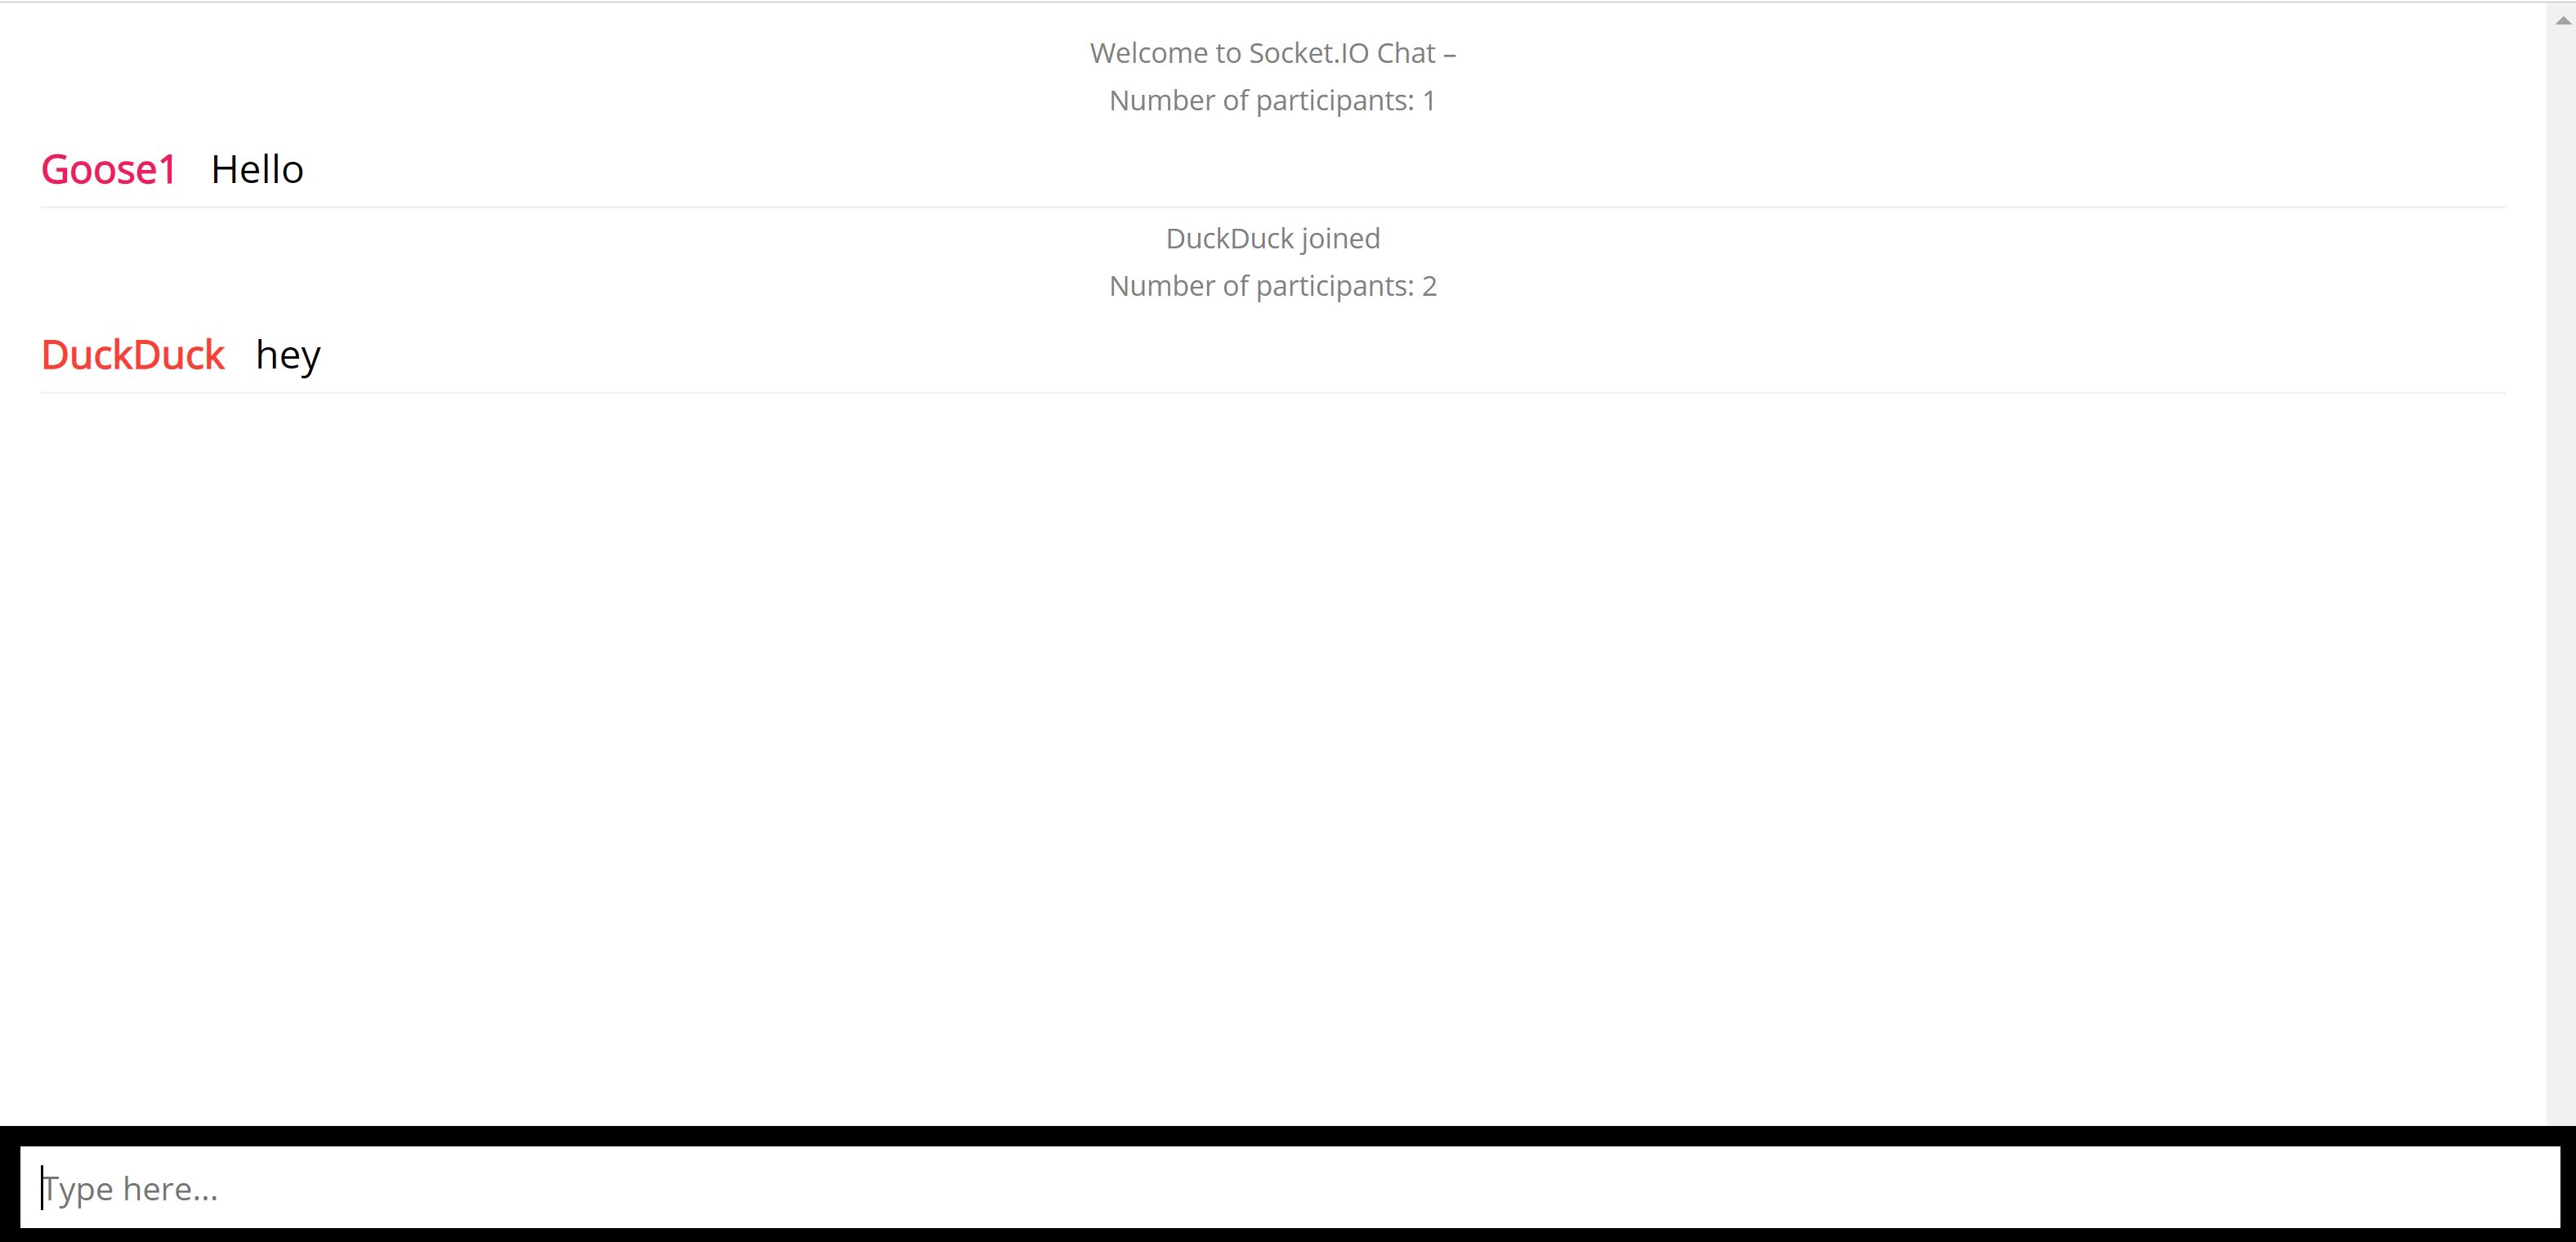 Welcome to Socket.IO Chat –
Number of participants: 1
Goose1 Hello
DuckDuck joined
Number of participants: 2
DuckDuck hey
Type here...